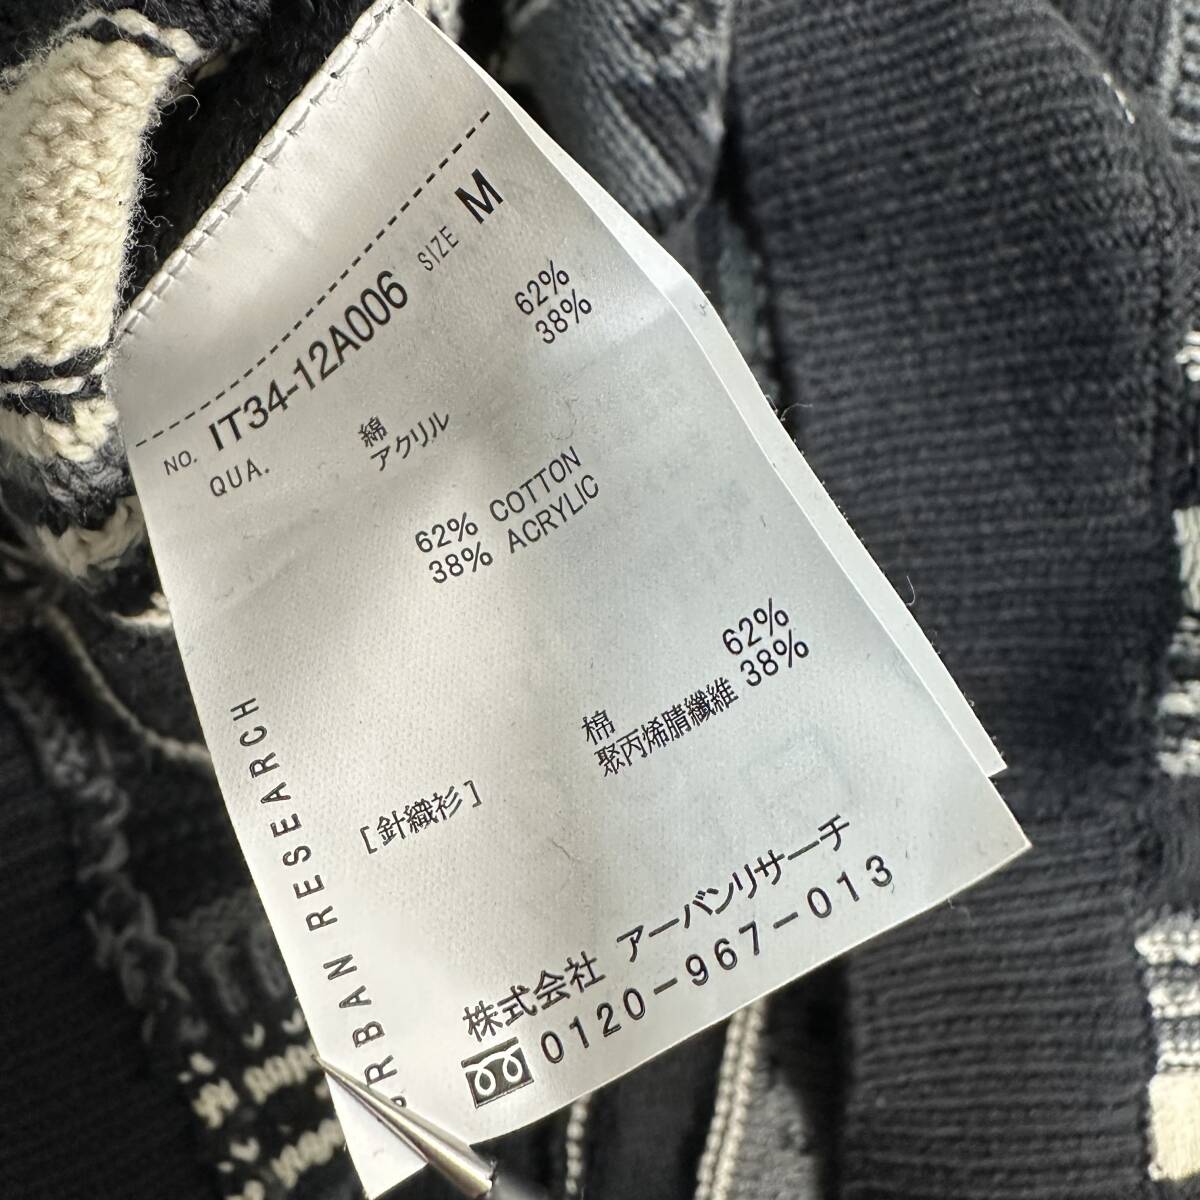 NO. IT34-12A006 SIZE M
QUA.
綿 62%
アクリル 38%
62% COTTON
38% ACRYLIC
棉 62%
聚丙烯腈纖維 38%
[針織衫]
株式会社 アーバンリサーチ
0120-967-013
URBAN RESEARCH